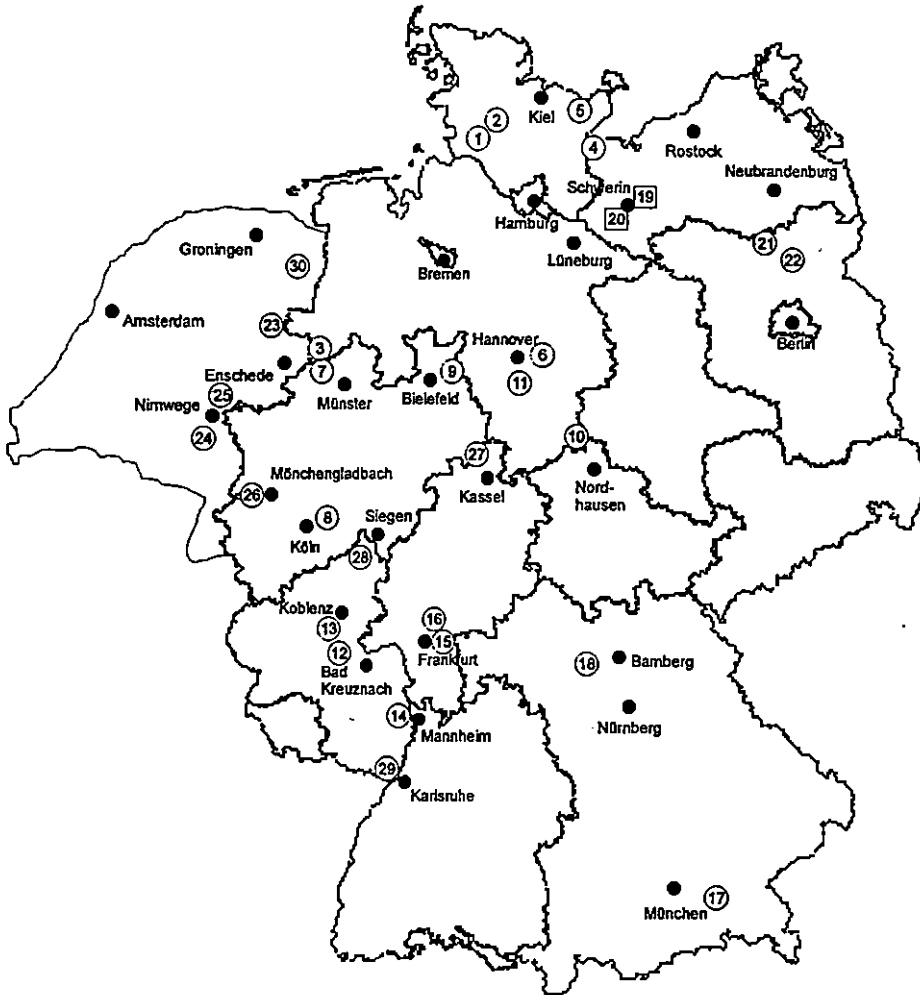 5
Kiel
2
1
4
Rostock
Neubrandenburg
Schwerin
19
20
Hamburg
Groningen
21
Lüneburg
22
30
Bremen
Amsterdam
23
Berlin
3
Hannover
6
Enschede
7
9
Münster
Bielefeld
11
25
Nimwege
24
10
27
Mönchengladbach
Kassel
Nord-
hausen
26
8
Siegen
Köln
28
Koblenz
16
13
15
12
Frankfurt
Bad
Kreuznach
18
Bamberg
14
Mannheim
Nürnberg
29
Karlsruhe
München
17